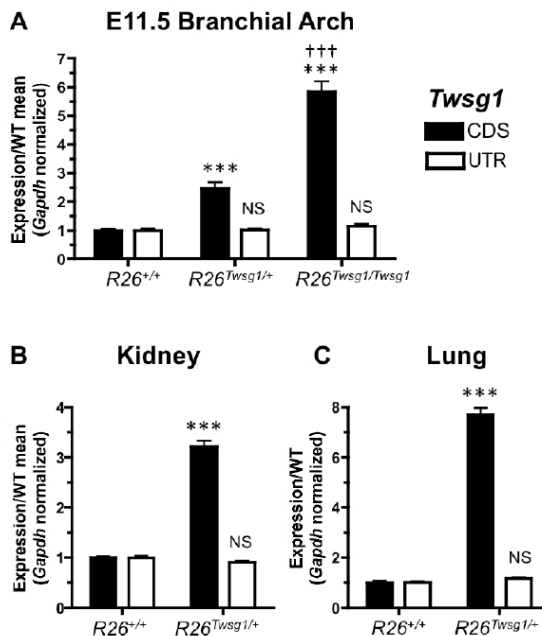 A E11.5 Branchial Arch
Expression/WT mean
(Gapdh normalized)
7
6
5
4
3
2
1
0
***
NS
†††
***
NS
R26+/+ R26Twsg1/+ R26Twsg1/Twsg1
Twsg1
CDS
UTR
B Kidney
Expression/WT mean
(Gapdh normalized)
4
3
2
1
0
***
NS
R26+/+ R26Twsg1/+
C Lung
Expression/WT
(Gapdh normalized)
8
6
4
2
1
0
***
NS
R26+/+ R26Twsg1/+